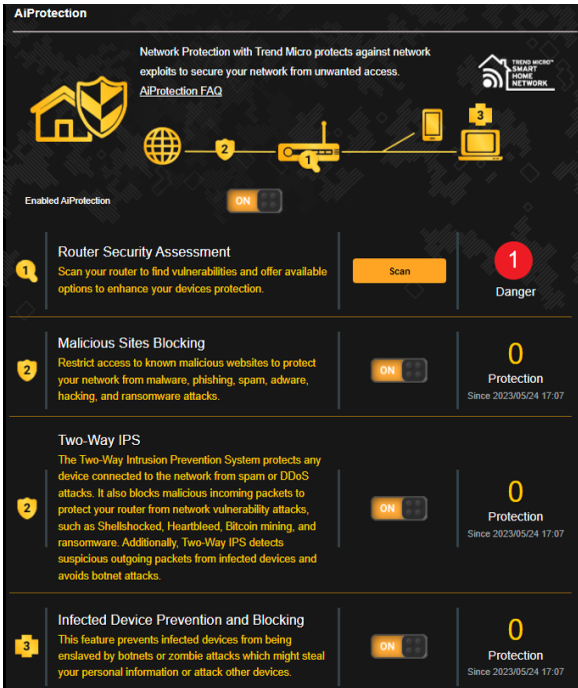 AiProtection
Network Protection with Trend Micro protects against network
exploits to secure your network from unwanted access.
AiProtection FAQ
TREND MICRO™
SMART
HOME
NETWORK
3
2
1
Enabled AiProtection
ON
1
Router Security Assessment
Scan your router to find vulnerabilities and offer available
options to enhance your devices protection.
Scan
1
Danger
2
Malicious Sites Blocking
Restrict access to known malicious websites to protect
your network from malware, phishing, spam, adware,
hacking, and ransomware attacks.
ON
0
Protection
Since 2023/05/24 17:07
2
Two-Way IPS
The Two-Way Intrusion Prevention System protects any
device connected to the network from spam or DDoS
attacks. It also blocks malicious incoming packets to
protect your router from network vulnerability attacks,
such as Shellshocked, Heartbleed, Bitcoin mining, and
ransomware. Additionally, Two-Way IPS detects
suspicious outgoing packets from infected devices and
avoids botnet attacks.
ON
0
Protection
Since 2023/05/24 17:07
3
Infected Device Prevention and Blocking
This feature prevents infected devices from being
enslaved by botnets or zombie attacks which might steal
your personal information or attack other devices.
ON
0
Protection
Since 2023/05/24 17:07